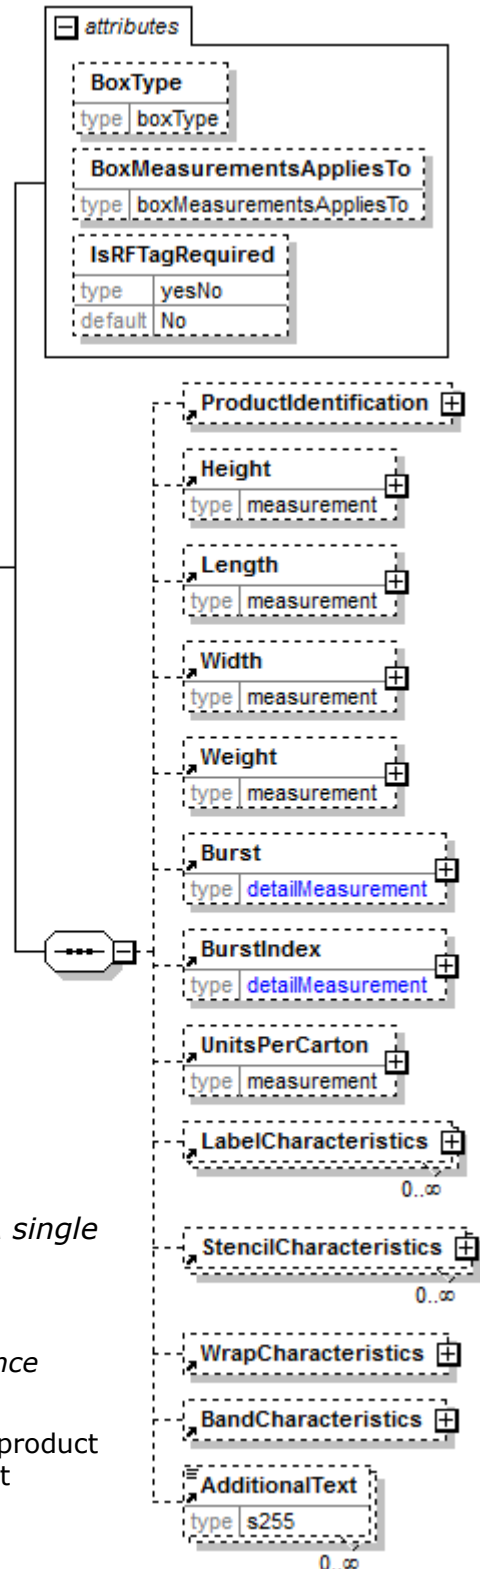 attributes
BoxType
type boxType
BoxMeasurementsAppliesTo
type boxMeasurementsAppliesTo
IsRFTagRequired
type yesNo
default No
ProductIdentification
Height
type measurement
Length
type measurement
Width
type measurement
Weight
type measurement
Burst
type detailMeasurement
BurstIndex
type detailMeasurement
UnitsPerCarton
type measurement
LabelCharacteristics
0..∞
single
StencilCharacteristics
0..∞
nce
WrapCharacteristics
BandCharacteristics
product
t
AdditionalText
type s255
0..∞